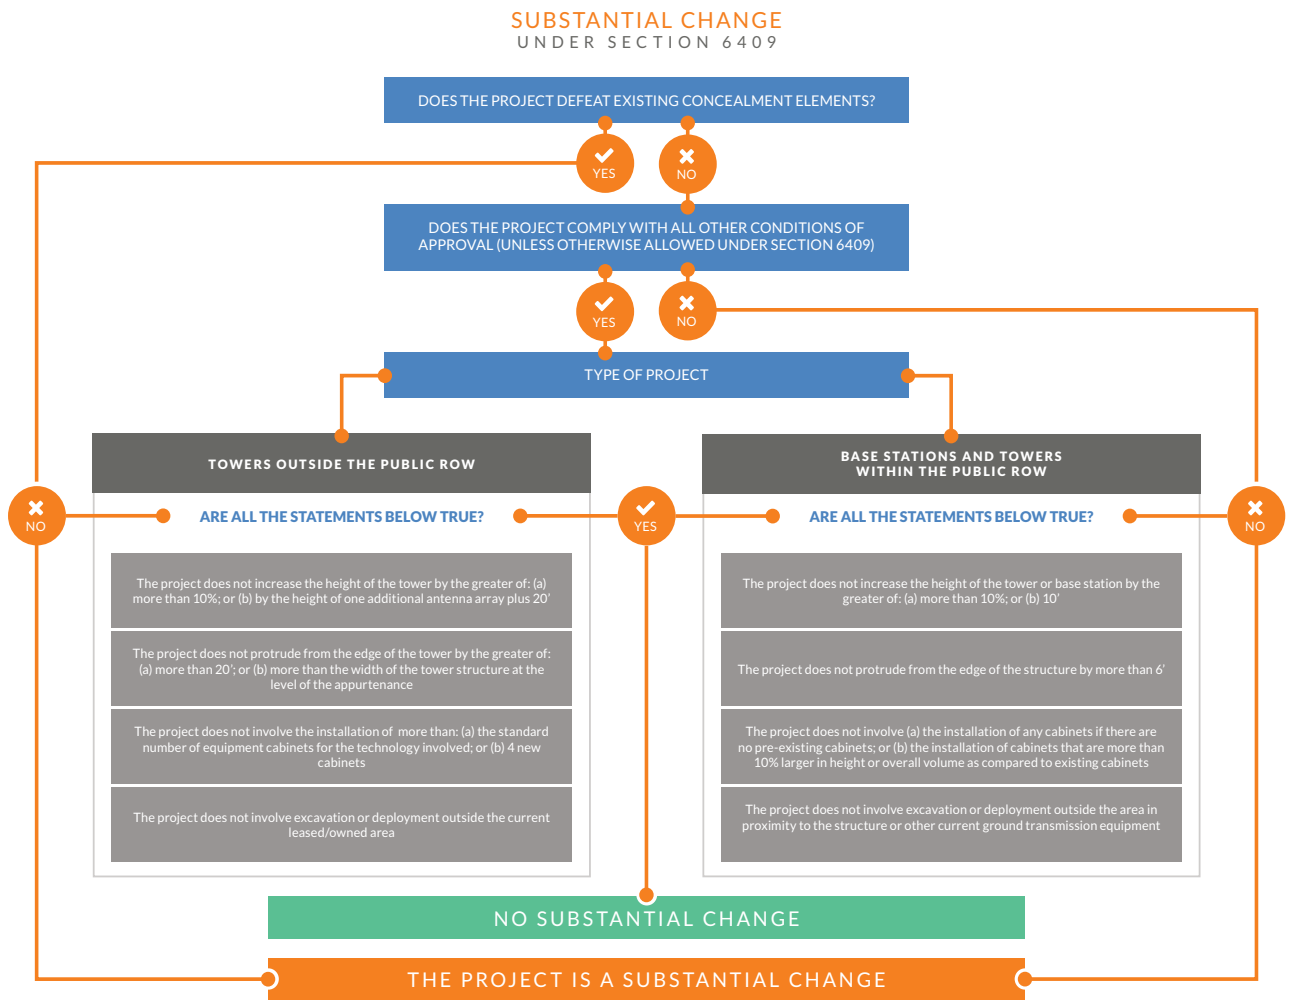 SUBSTANTIAL CHANGE
UNDER SECTION 6409
DOES THE PROJECT DEFEAT EXISTING CONCEALMENT ELEMENTS?
YES
NO
DOES THE PROJECT COMPLY WITH ALL OTHER CONDITIONS OF
APPROVAL (UNLESS OTHERWISE ALLOWED UNDER SECTION 6409)
YES
NO
TYPE OF PROJECT
TOWERS OUTSIDE THE PUBLIC ROW
NO
ARE ALL THE STATEMENTS BELOW TRUE?
The project does not increase the height of the tower by the greater of: (a)
more than 10%; or (b) by the height of one additional antenna array plus 20'
The project does not protrude from the edge of the tower by the greater of:
(a) more than 20'; or (b) more than the width of the tower structure at the
level of the appurtenance
The project does not involve the installation of more than: (a) the standard
number of equipment cabinets for the technology involved; or (b) 4 new
cabinets
The project does not involve excavation or deployment outside the current
leased/owned area
YES
BASE STATIONS AND TOWERS
WITHIN THE PUBLIC ROW
ARE ALL THE STATEMENTS BELOW TRUE?
NO
The project does not increase the height of the tower or base station by the
greater of: (a) more than 10%; or (b) 10'
The project does not protrude from the edge of the structure by more than 6'
The project does not involve (a) the installation of any cabinets if there are
no pre-existing cabinets; or (b) the installation of cabinets that are more than
10% larger in height or overall volume as compared to existing cabinets
The project does not involve excavation or deployment outside the area in
proximity to the structure or other current ground transmission equipment
NO SUBSTANTIAL CHANGE
THE PROJECT IS A SUBSTANTIAL CHANGE